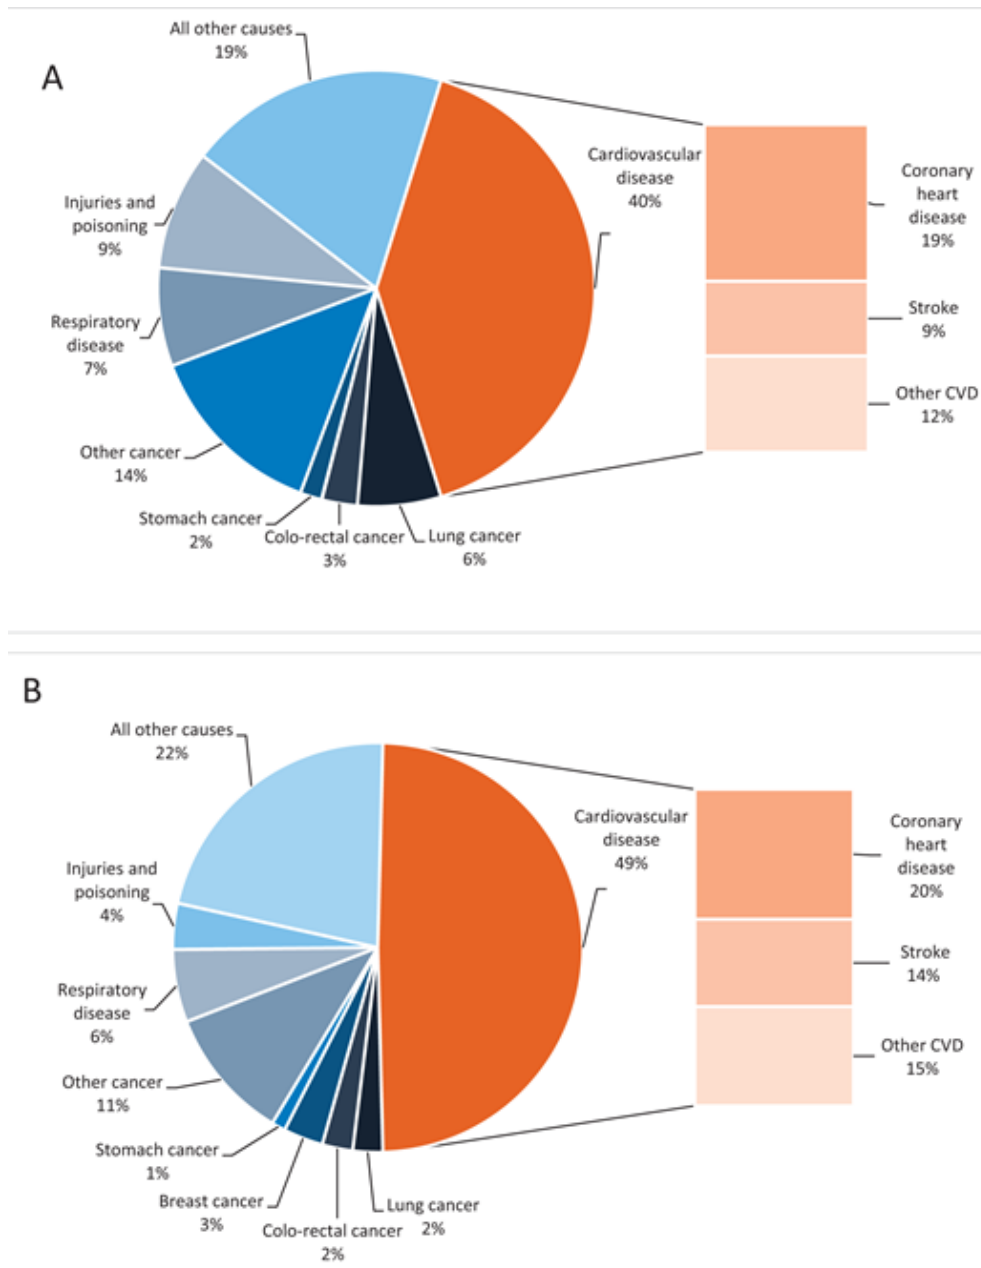 A
All other causes
19%
Cardiovascular
disease
40%
Coronary
heart
disease
19%
Injuries and
poisoning
9%
Stroke
9%
Respiratory
disease
7%
Other CVD
12%
Other cancer
14%
Stomach cancer
2%
Colo-rectal cancer
3%
Lung cancer
6%
B
All other causes
22%
Cardiovascular
disease
49%
Coronary
heart
disease
20%
Injuries and
poisoning
4%
Stroke
14%
Respiratory
disease
6%
Other CVD
15%
Other cancer
11%
Stomach cancer
1%
Breast cancer
3%
Colo-rectal cancer
2%
Lung cancer
2%